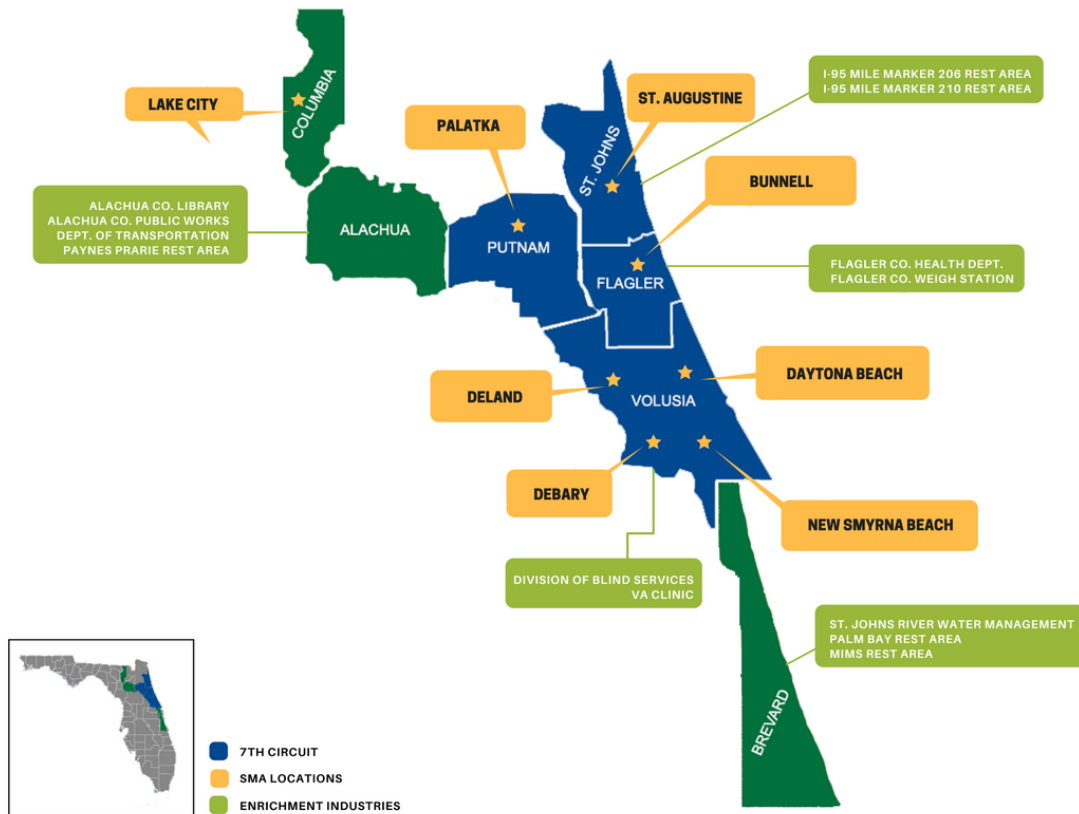 COLUMBIA
LAKE CITY
PALATKA
ST. JOHNS
ST. AUGUSTINE
I-95 MILE MARKER 206 REST AREA
I-95 MILE MARKER 210 REST AREA
BUNNELL
ALACHUA CO. LIBRARY
ALACHUA CO. PUBLIC WORKS
DEPT. OF TRANSPORTATION
PAYNES PRARIE REST AREA
ALACHUA
PUTNAM
FLAGLER
FLAGLER CO. HEALTH DEPT.
FLAGLER CO. WEIGH STATION
DELAND
VOLUSIA
DAYTONA BEACH
DEBARY
NEW SMYRNA BEACH
DIVISION OF BLIND SERVICES
VA CLINIC
ST. JOHNS RIVER WATER MANAGEMENT
PALM BAY REST AREA
MIMS REST AREA
BREVARD
7TH CIRCUIT
SMA LOCATIONS
ENRICHMENT INDUSTRIES